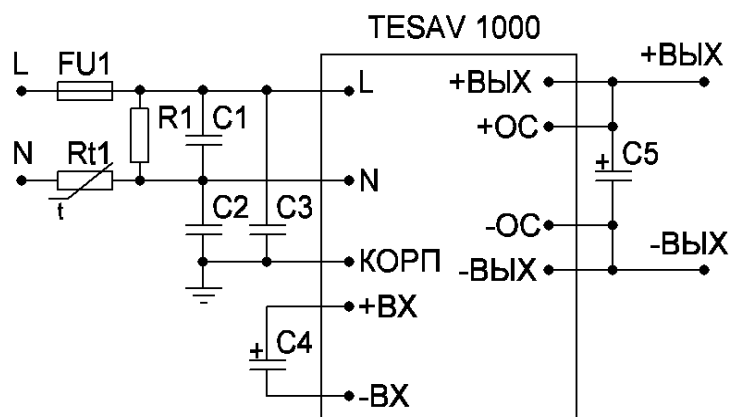 TESAV 1000
L FU1 L +ВЫХ +ВЫХ
R1 C1 +ОС
N Rt1 N C5
t C2 C3 -ОС -ВЫХ
КОРП -ВЫХ
+ВХ
C4
-ВХ
+
+